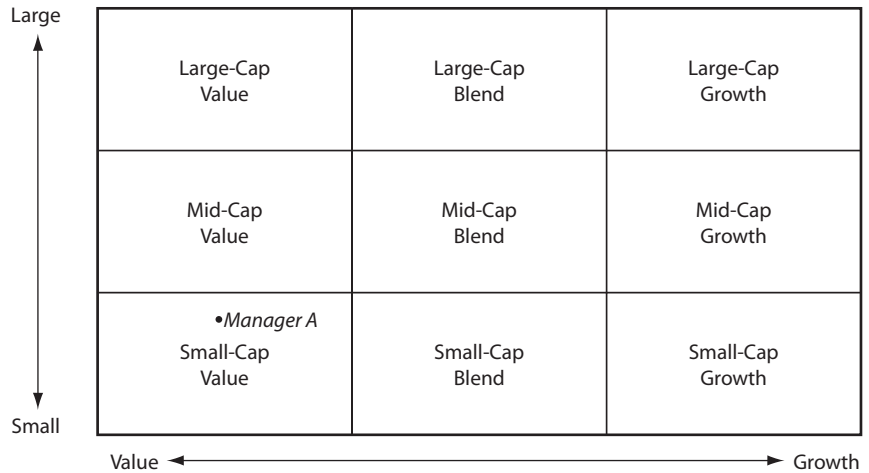 Large
Large-Cap
Value
Large-Cap
Blend
Large-Cap
Growth
Mid-Cap
Value
Mid-Cap
Blend
Mid-Cap
Growth
•Manager A
Small-Cap
Value
Small-Cap
Blend
Small-Cap
Growth
Small
Value
Growth